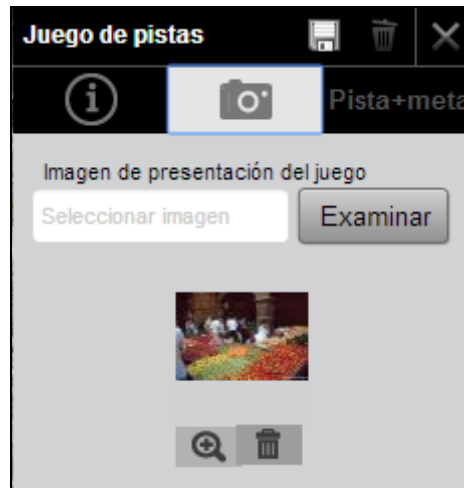 Juego de pistas
Pista+meta
Imagen de presentación del juego
Seleccionar imagen
Examinar